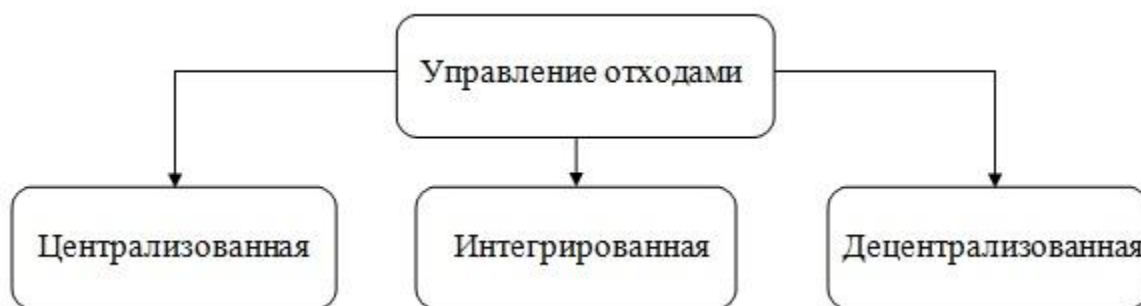 Управление отходами
Централизованная
Интегрированная
Децентрализованная